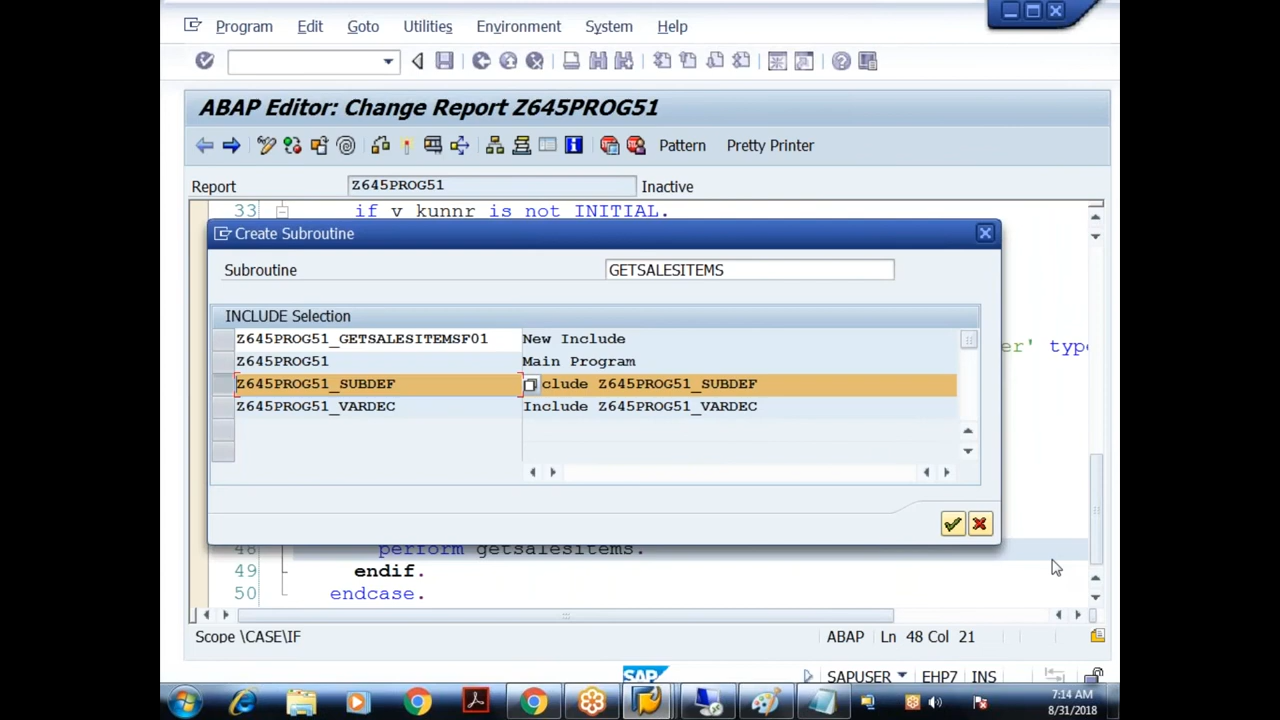 Program Edit Goto Utilities Environment System Help
ABAP Editor: Change Report Z645PROG51
Pattern Pretty Printer
Report Z645PROG51 Inactive
33 if v_kunnr is not INITIAL.
Create Subroutine
Subroutine GETSALESITEMS
INCLUDE Selection
Z645PROG51_GETSALESITEMSF01 New Include
Z645PROG51 Main Program
Z645PROG51_SUBDEF clude Z645PROG51_SUBDEF
Z645PROG51_VARDEC Include Z645PROG51_VARDEC
er' type
48 perform getsalesitems.
49 endif.
50 endcase.
Scope \CASE\IF ABAP Ln 48 Col 21
SAP SAPUSER EHP7 INS
7:14 AM
8/31/2018